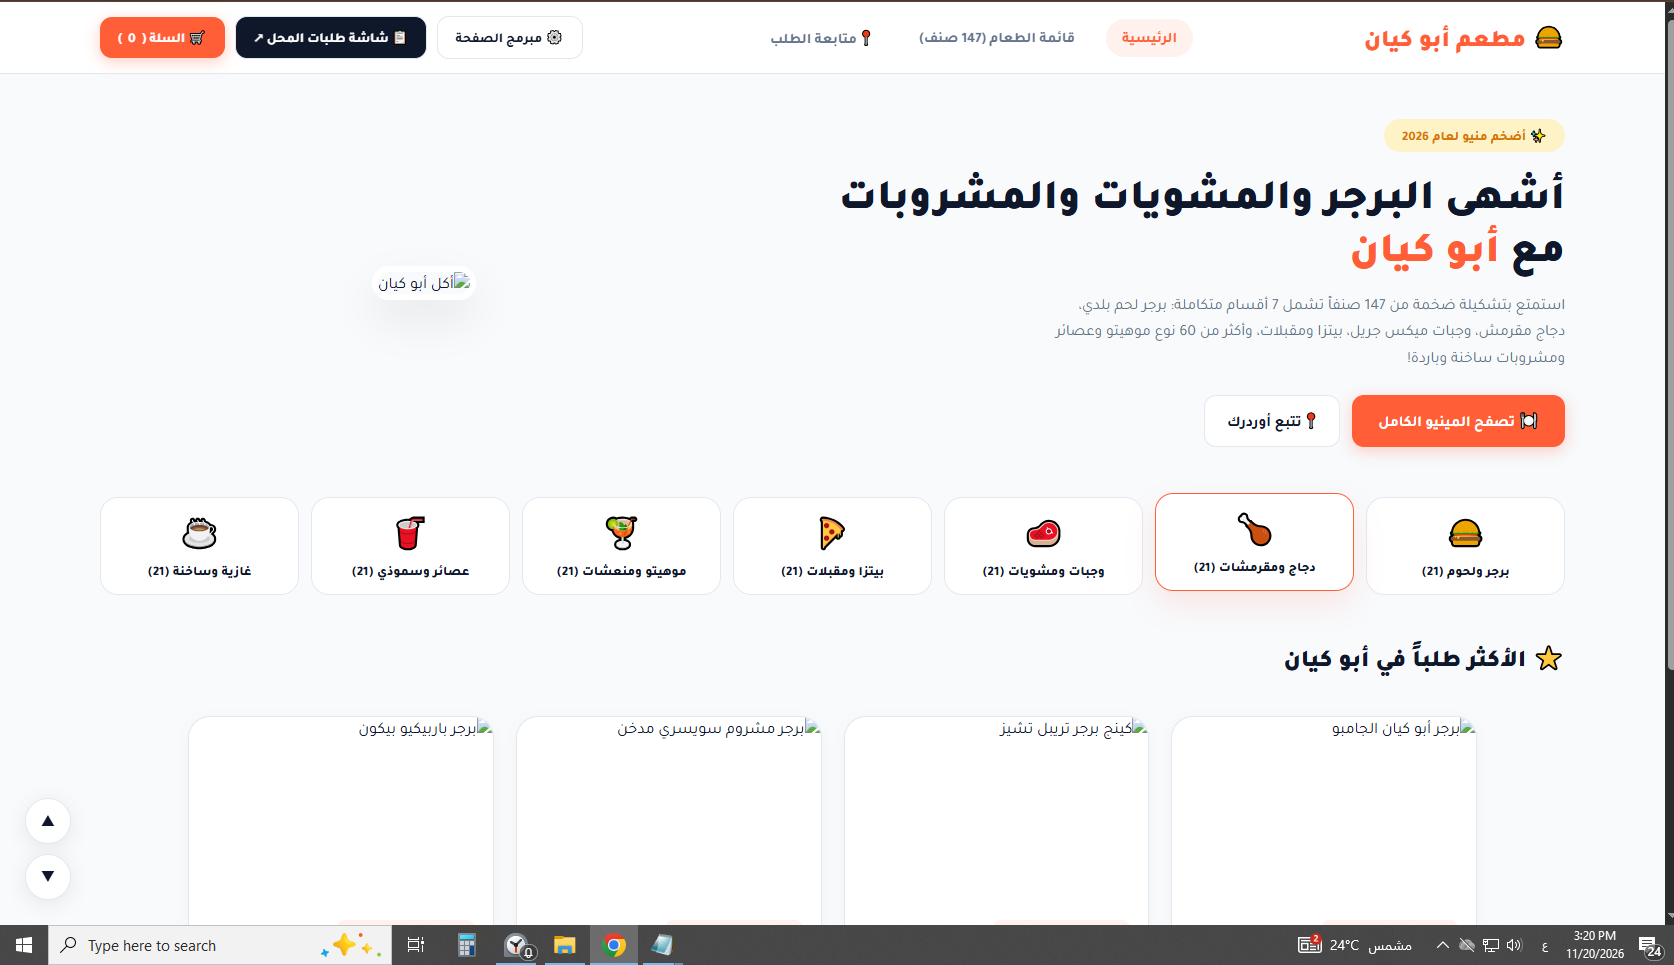 مطعم أبو كيان
الرئيسية
قائمة الطعام (147 صنف)
متابعة الطلب
مبرمج الصفحة
شاشة طلبات المحل ↗
السلة ( 0 )
أضخم منيو لعام 2026
أشهى البرجر والمشويات والمشروبات
مع أبو كيان
استمتع بتشكيلة ضخمة من 147 صنفاً تشمل 7 أقسام متكاملة: برجر لحم بلدي،
دجاج مقرمش، وجبات ميكس جريل، بيتزا ومقبلات، وأكثر من 60 نوع موهيتو وعصائر
ومشروبات ساخنة وباردة!
تصفح المينيو الكامل
تتبع أوردرك
أكل أبو كيان
برجر ولحوم (21)
دجاج ومقرمشات (21)
وجبات ومشويات (21)
بيتزا ومقبلات (21)
موهيتو ومنعشات (21)
عصائر وسموذي (21)
غازية وساخنة (21)
الأكثر طلباً في أبو كيان
برجر أبو كيان الجامبو
كينج برجر تريبل تشيز
برجر مشروم سويسري مدخن
برجر باربيكيو بيكون
Type here to search
0
2
24°C مشمس
ع
3:20 PM
11/20/2026
24